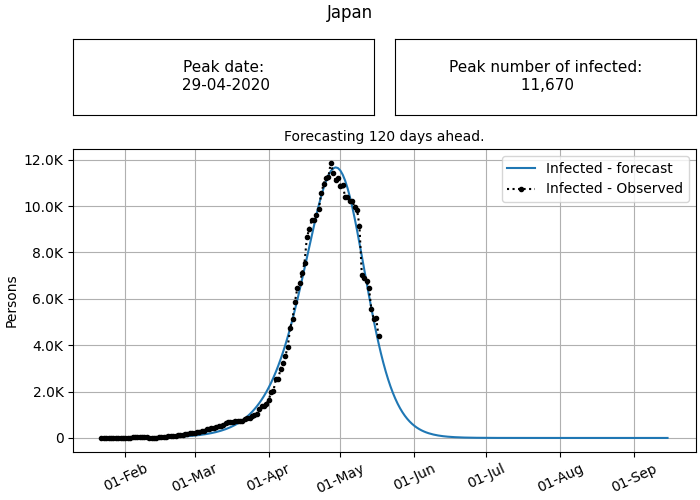 Japan
Peak date:
29-04-2020
Peak number of infected:
11,670
Forecasting 120 days ahead.
Infected - forecast
Infected - Observed
Persons
12.0K
10.0K
8.0K
6.0K
4.0K
2.0K
0
01-Feb
01-Mar
01-Apr
01-May
01-Jun
01-Jul
01-Aug
01-Sep